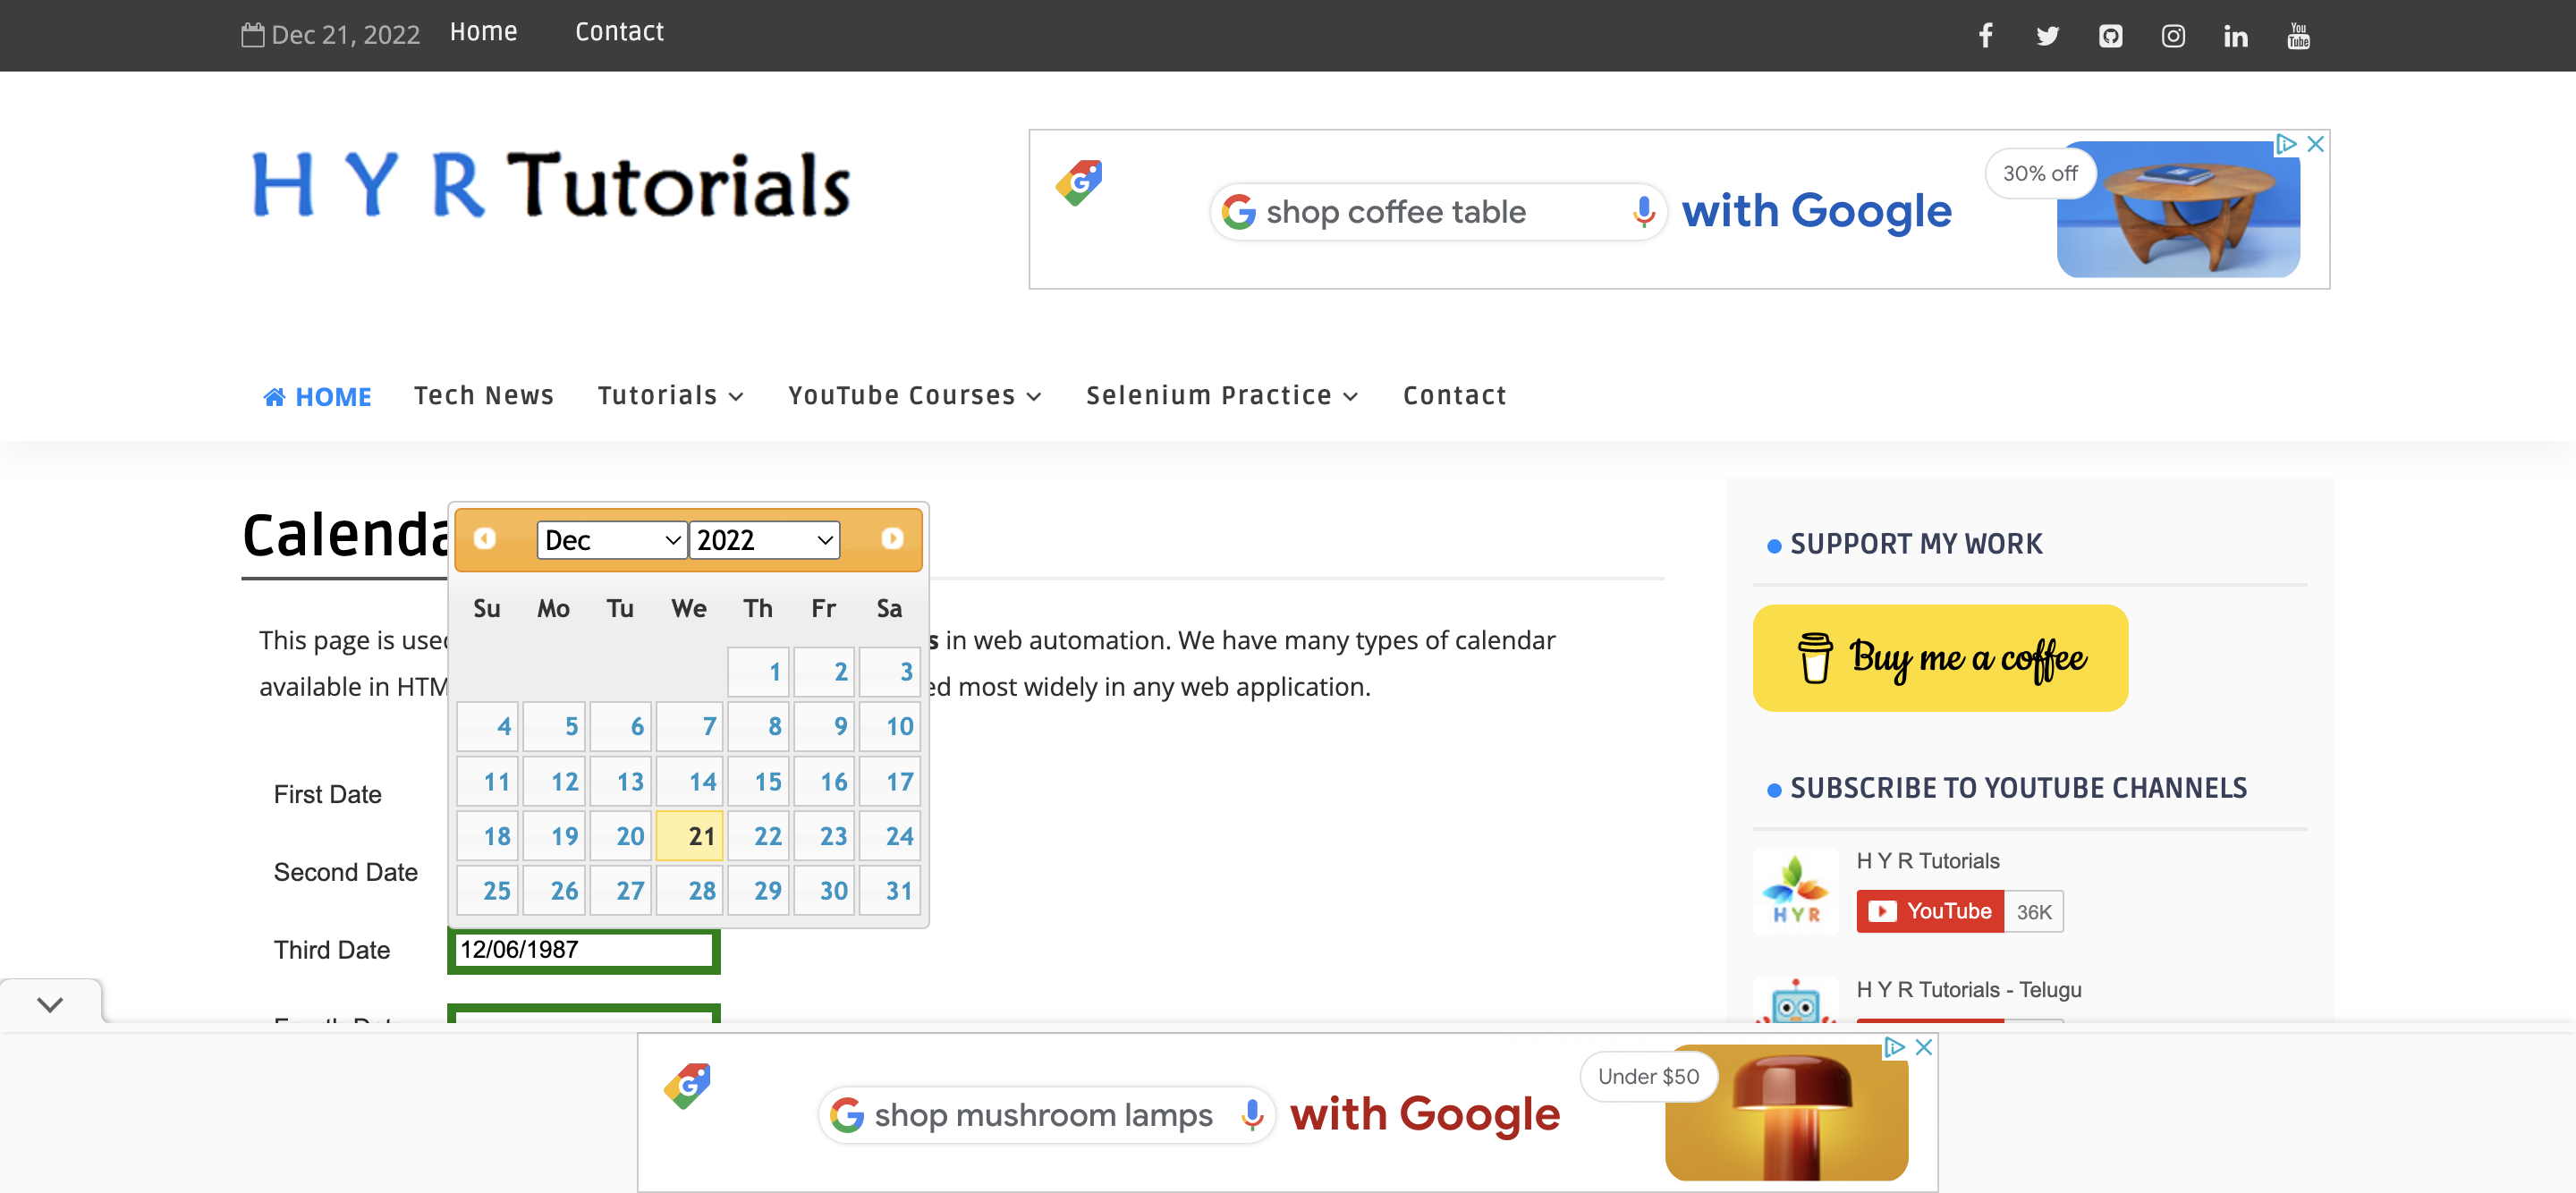 Dec 21, 2022 Home Contact
You
Tube
H Y R Tutorials
shop coffee table with Google
30% off
HOME Tech News Tutorials YouTube Courses Selenium Practice Contact
Calenda
Dec 2022
Su Mo Tu We Th Fr Sa
1 2 3
4 5 6 7 8 9 10
11 12 13 14 15 16 17
18 19 20 21 22 23 24
25 26 27 28 29 30 31
This page is used s in web automation. We have many types of calendar
available in HTM ed most widely in any web application.
First Date
Second Date
Third Date 12/06/1987
SUPPORT MY WORK
Buy me a coffee
SUBSCRIBE TO YOUTUBE CHANNELS
H Y R Tutorials
HYR
YouTube 36K
H Y R Tutorials - Telugu
shop mushroom lamps with Google
Under $50